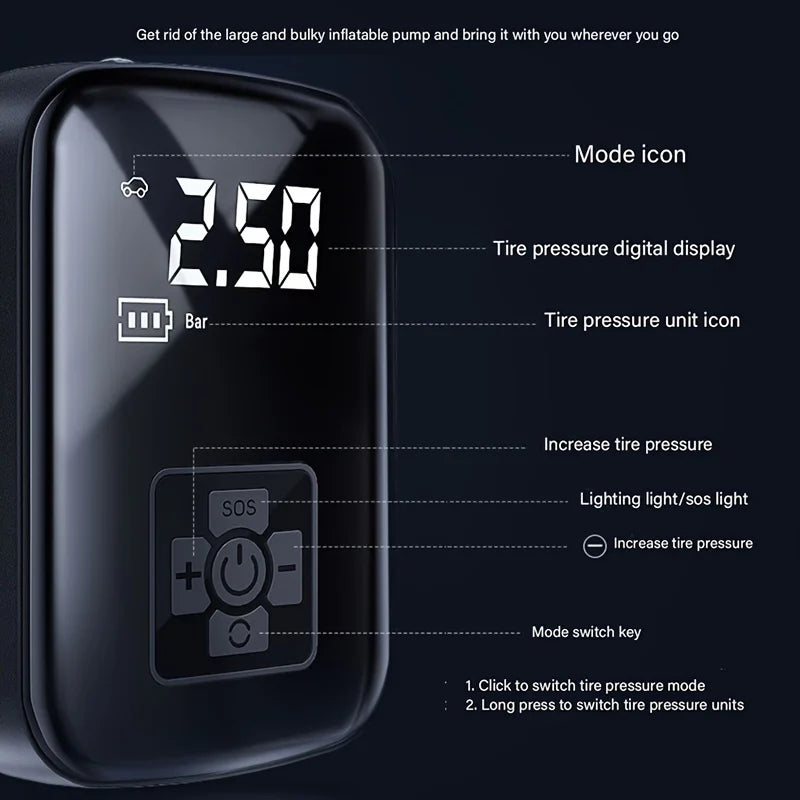 Get rid of the large and bulky inflatable pump and bring it with you wherever you go
Mode icon
2.50
Tire pressure digital display
Bar
Tire pressure unit icon
Increase tire pressure
SOS
Lighting light/sos light
+
−
Increase tire pressure
Mode switch key
1. Click to switch tire pressure mode
2. Long press to switch tire pressure units